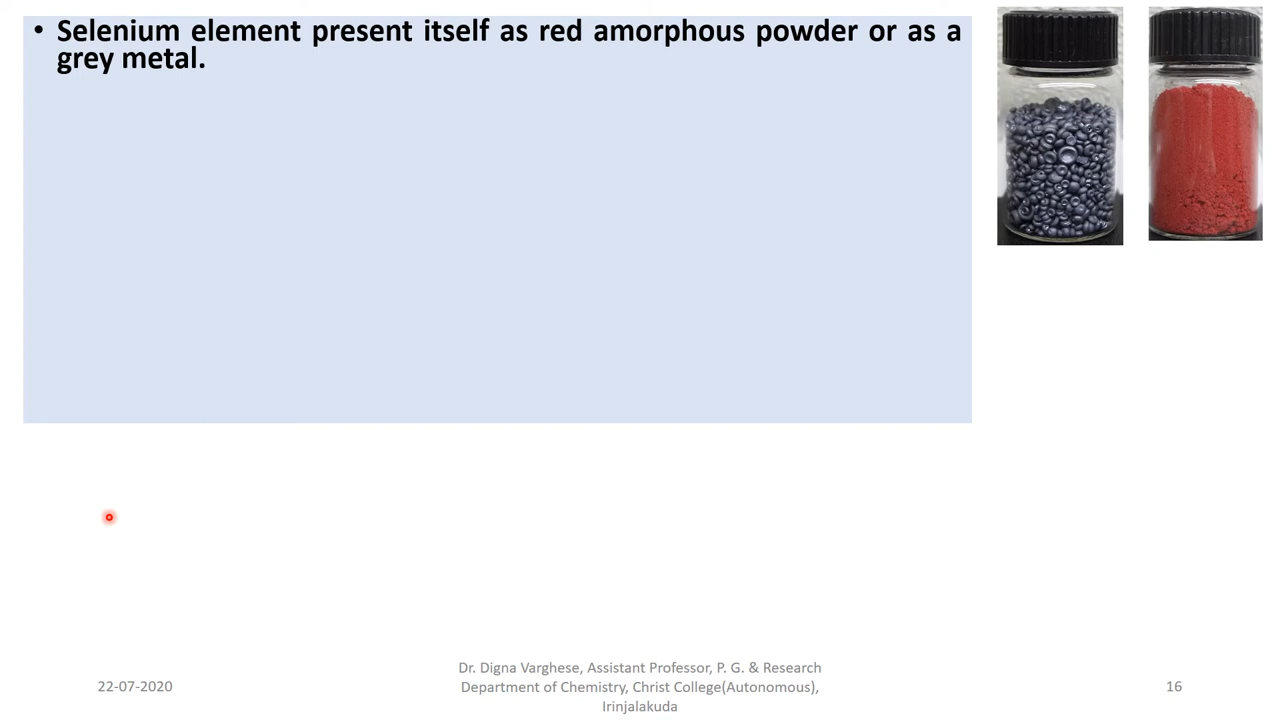 • Selenium element present itself as red amorphous powder or as a
grey metal.
22-07-2020
Dr. Digna Varghese, Assistant Professor, P. G. & Research
Department of Chemistry, Christ College(Autonomous),
Irinjalakuda
16